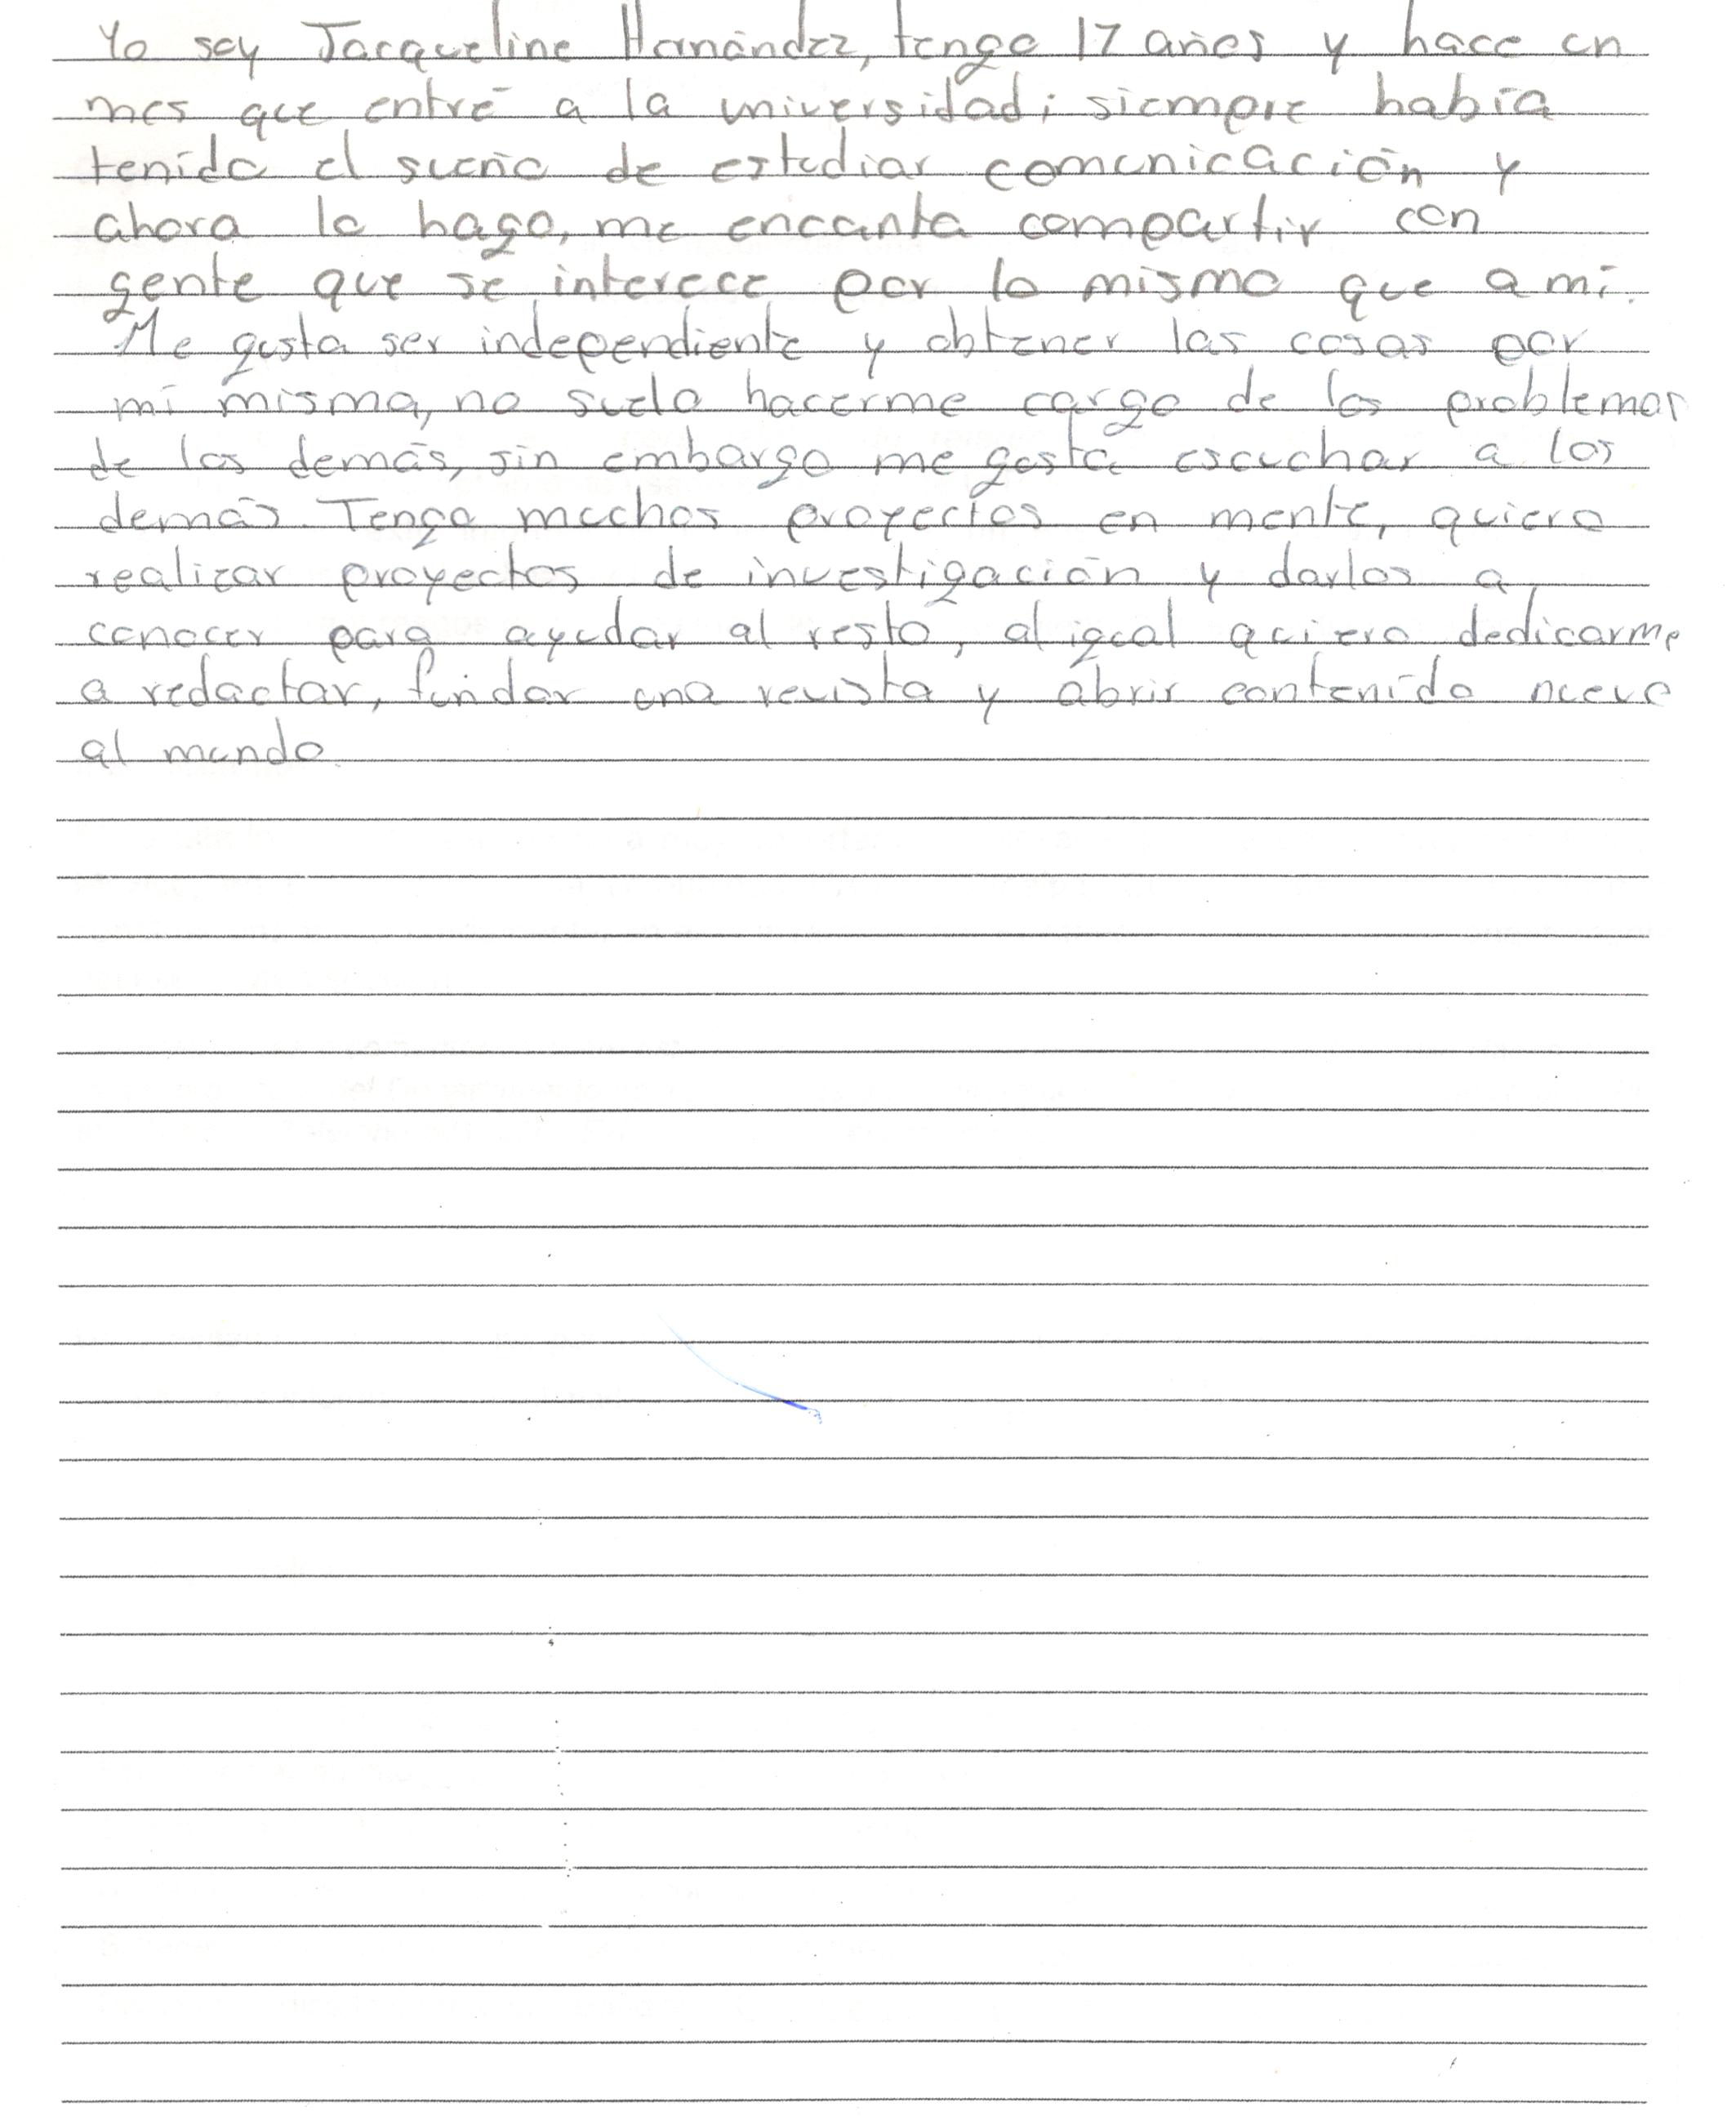 Yo soy Jacqueline Hernández, tengo 17 años y hace un
mes que entré a la universidad; siempre había
tenido el sueño de estudiar comunicación y
ahora lo hago, me encanta compartir con
gente que se interece por lo mismo que a mí.
Me gusta ser independiente y obtener las cosas por
mí misma, no suelo hacerme cargo de los problemas
de los demás, sin embargo me gusta escuchar a los
demás. Tengo muchos proyectos en mente, quiero
realizar proyectos de investigación y darlos a
conocer para ayudar al resto, al igual quiero dedicarme
a redactar, fundar una revista y abrir contenido nuevo
al mundo.